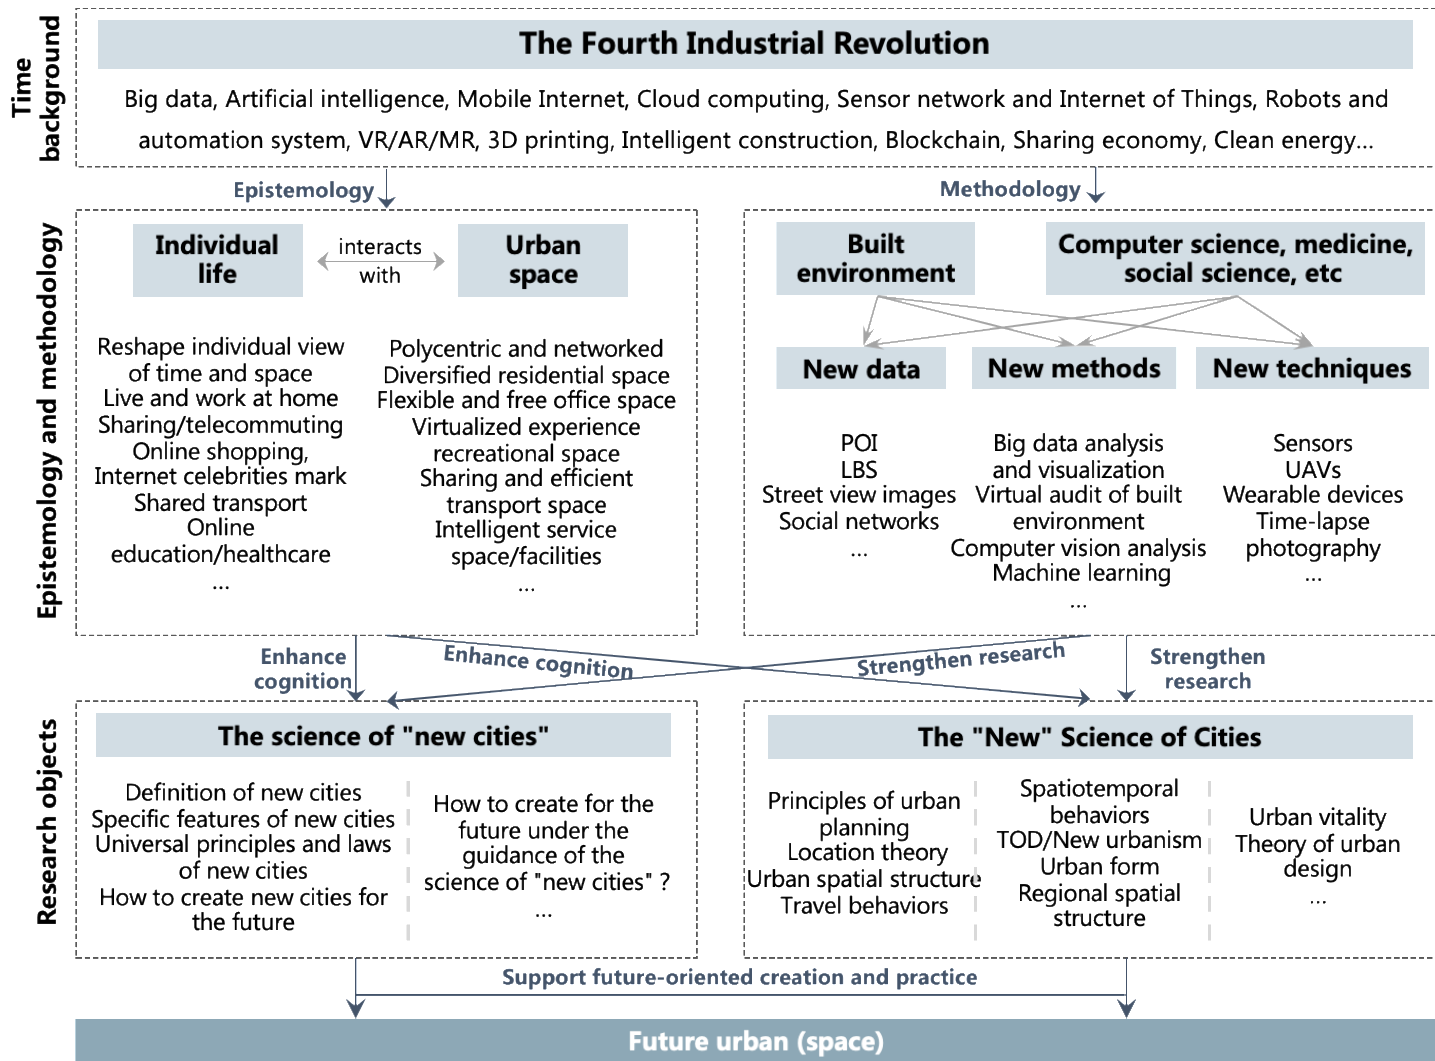 Time
background
The Fourth Industrial Revolution
Big data, Artificial intelligence, Mobile Internet, Cloud computing, Sensor network and Internet of Things, Robots and
automation system, VR/AR/MR, 3D printing, Intelligent construction, Blockchain, Sharing economy, Clean energy...
Epistemology
Methodology
Epistemology and methodology
Individual
life
interacts
with
Urban
space
Reshape individual view
of time and space
Live and work at home
Sharing/telecommuting
Online shopping,
Internet celebrities mark
Shared transport
Online
education/healthcare
...
Polycentric and networked
Diversified residential space
Flexible and free office space
Virtualized experience
recreational space
Sharing and efficient
transport space
Intelligent service
space/facilities
...
Built
environment
Computer science, medicine,
social science, etc
New data
New methods
New techniques
POI
LBS
Street view images
Social networks
...
Big data analysis
and visualization
Virtual audit of built
environment
Computer vision analysis
Machine learning
...
Sensors
UAVs
Wearable devices
Time-lapse
photography
...
Enhance
cognition
Enhance cognition
Strengthen research
Strengthen
research
Research objects
The science of "new cities"
Definition of new cities
Specific features of new cities
Universal principles and laws
of new cities
How to create new cities for
the future
How to create for the
future under the
guidance of the
science of "new cities" ?
...
The "New" Science of Cities
Principles of urban
planning
Location theory
Urban spatial structure
Travel behaviors
Spatiotemporal
behaviors
TOD/New urbanism
Urban form
Regional spatial
structure
Urban vitality
Theory of urban
design
...
Support future-oriented creation and practice
Future urban (space)